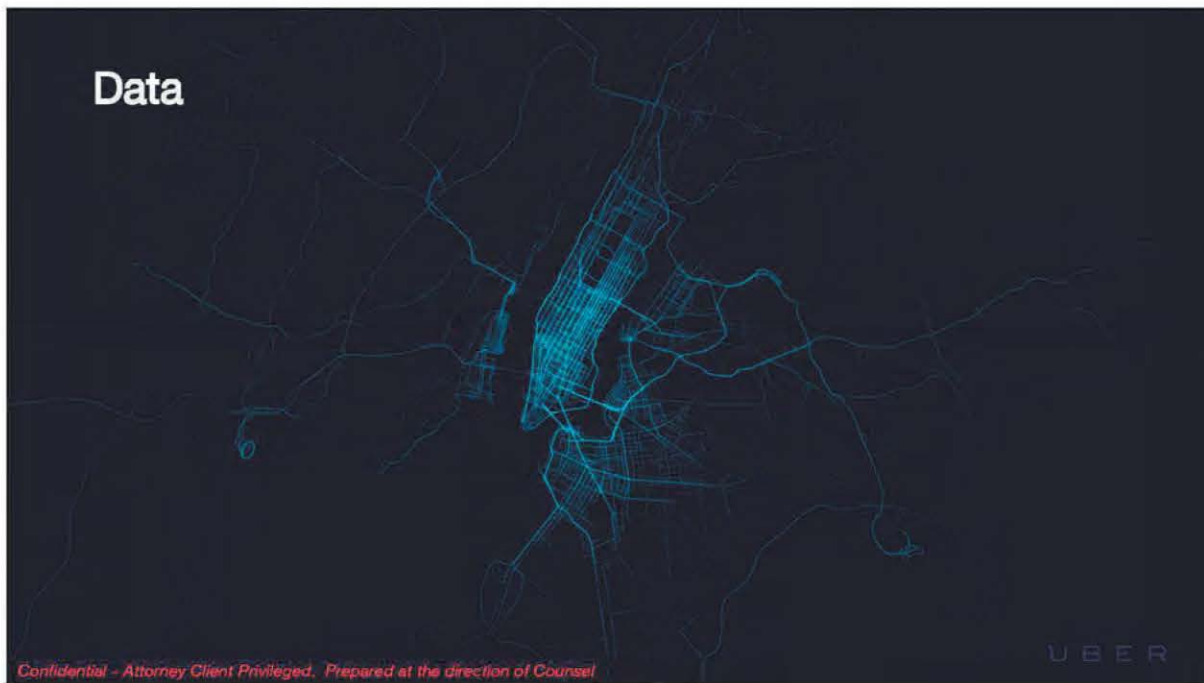 Data
Confidential - Attorney Client Privileged. Prepared at the direction of Counsel
UBER